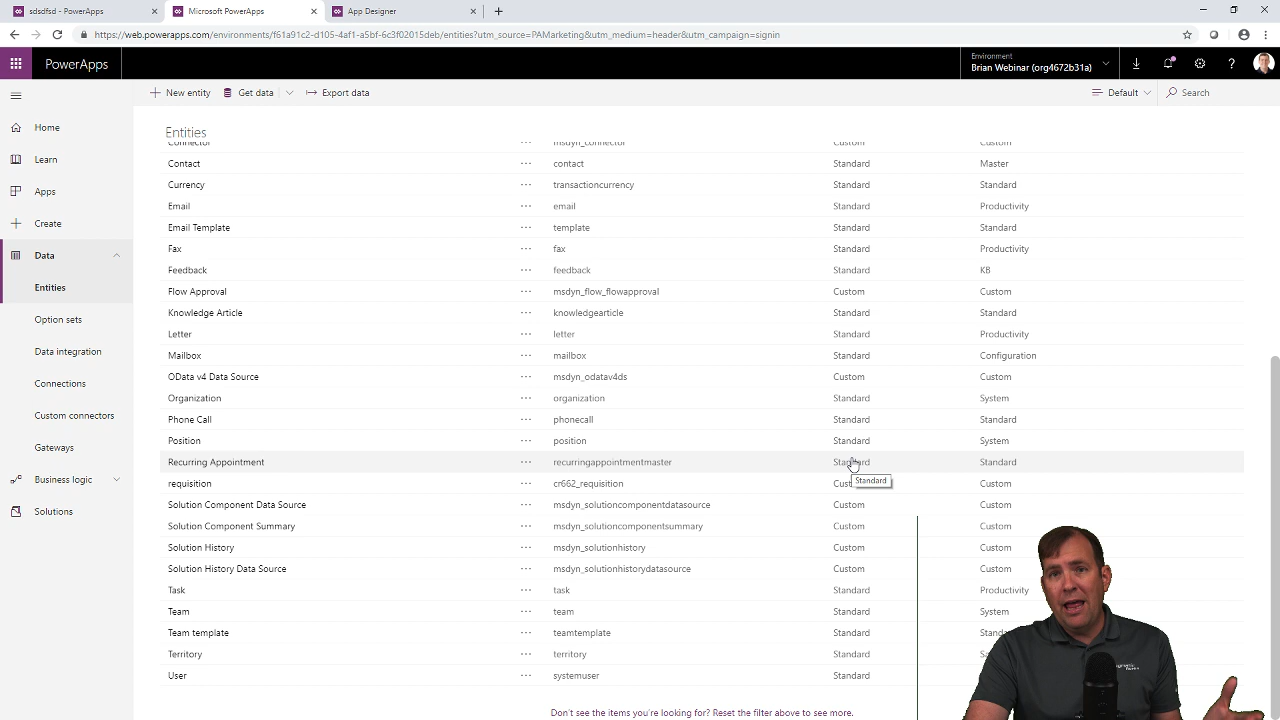 sdsdfsd - PowerApps
Microsoft PowerApps
App Designer
https://web.powerapps.com/environments/f61a91c2-d105-4af1-a5bf-6c3f02015deb/entities?utm_source=PAMarketing&utm_medium=header&utm_campaign=signin
PowerApps
Environment
Brian Webinar (org4672b31a)
New entity
Get data
Export data
Default
Search
Home
Learn
Apps
Create
Data
Entities
Option sets
Data integration
Connections
Custom connectors
Gateways
Business logic
Solutions
Entities
Connector msdyn_connector Custom Custom
Contact contact Standard Master
Currency transactioncurrency Standard Standard
Email email Standard Productivity
Email Template template Standard Standard
Fax fax Standard Productivity
Feedback feedback Standard KB
Flow Approval msdyn_flow_flowapproval Custom Custom
Knowledge Article knowledgearticle Standard Standard
Letter letter Standard Productivity
Mailbox mailbox Standard Configuration
OData v4 Data Source msdyn_odatav4ds Custom Custom
Organization organization Standard System
Phone Call phonecall Standard Standard
Position position Standard System
Recurring Appointment recurringappointmentmaster Standard Standard
Standard
requisition cr662_requisition Custom
Solution Component Data Source msdyn_solutioncomponentdatasource Custom Custom
Solution Component Summary msdyn_solutioncomponentsummary Custom Custom
Solution History msdyn_solutionhistory Custom Custom
Solution History Data Source msdyn_solutionhistorydatasource Custom Custom
Task task Standard Productivity
Team team Standard System
Team template teamtemplate Standard
Territory territory Standard
User systemuser Standard
Don't see the items you're looking for? Reset the filter above to see more.